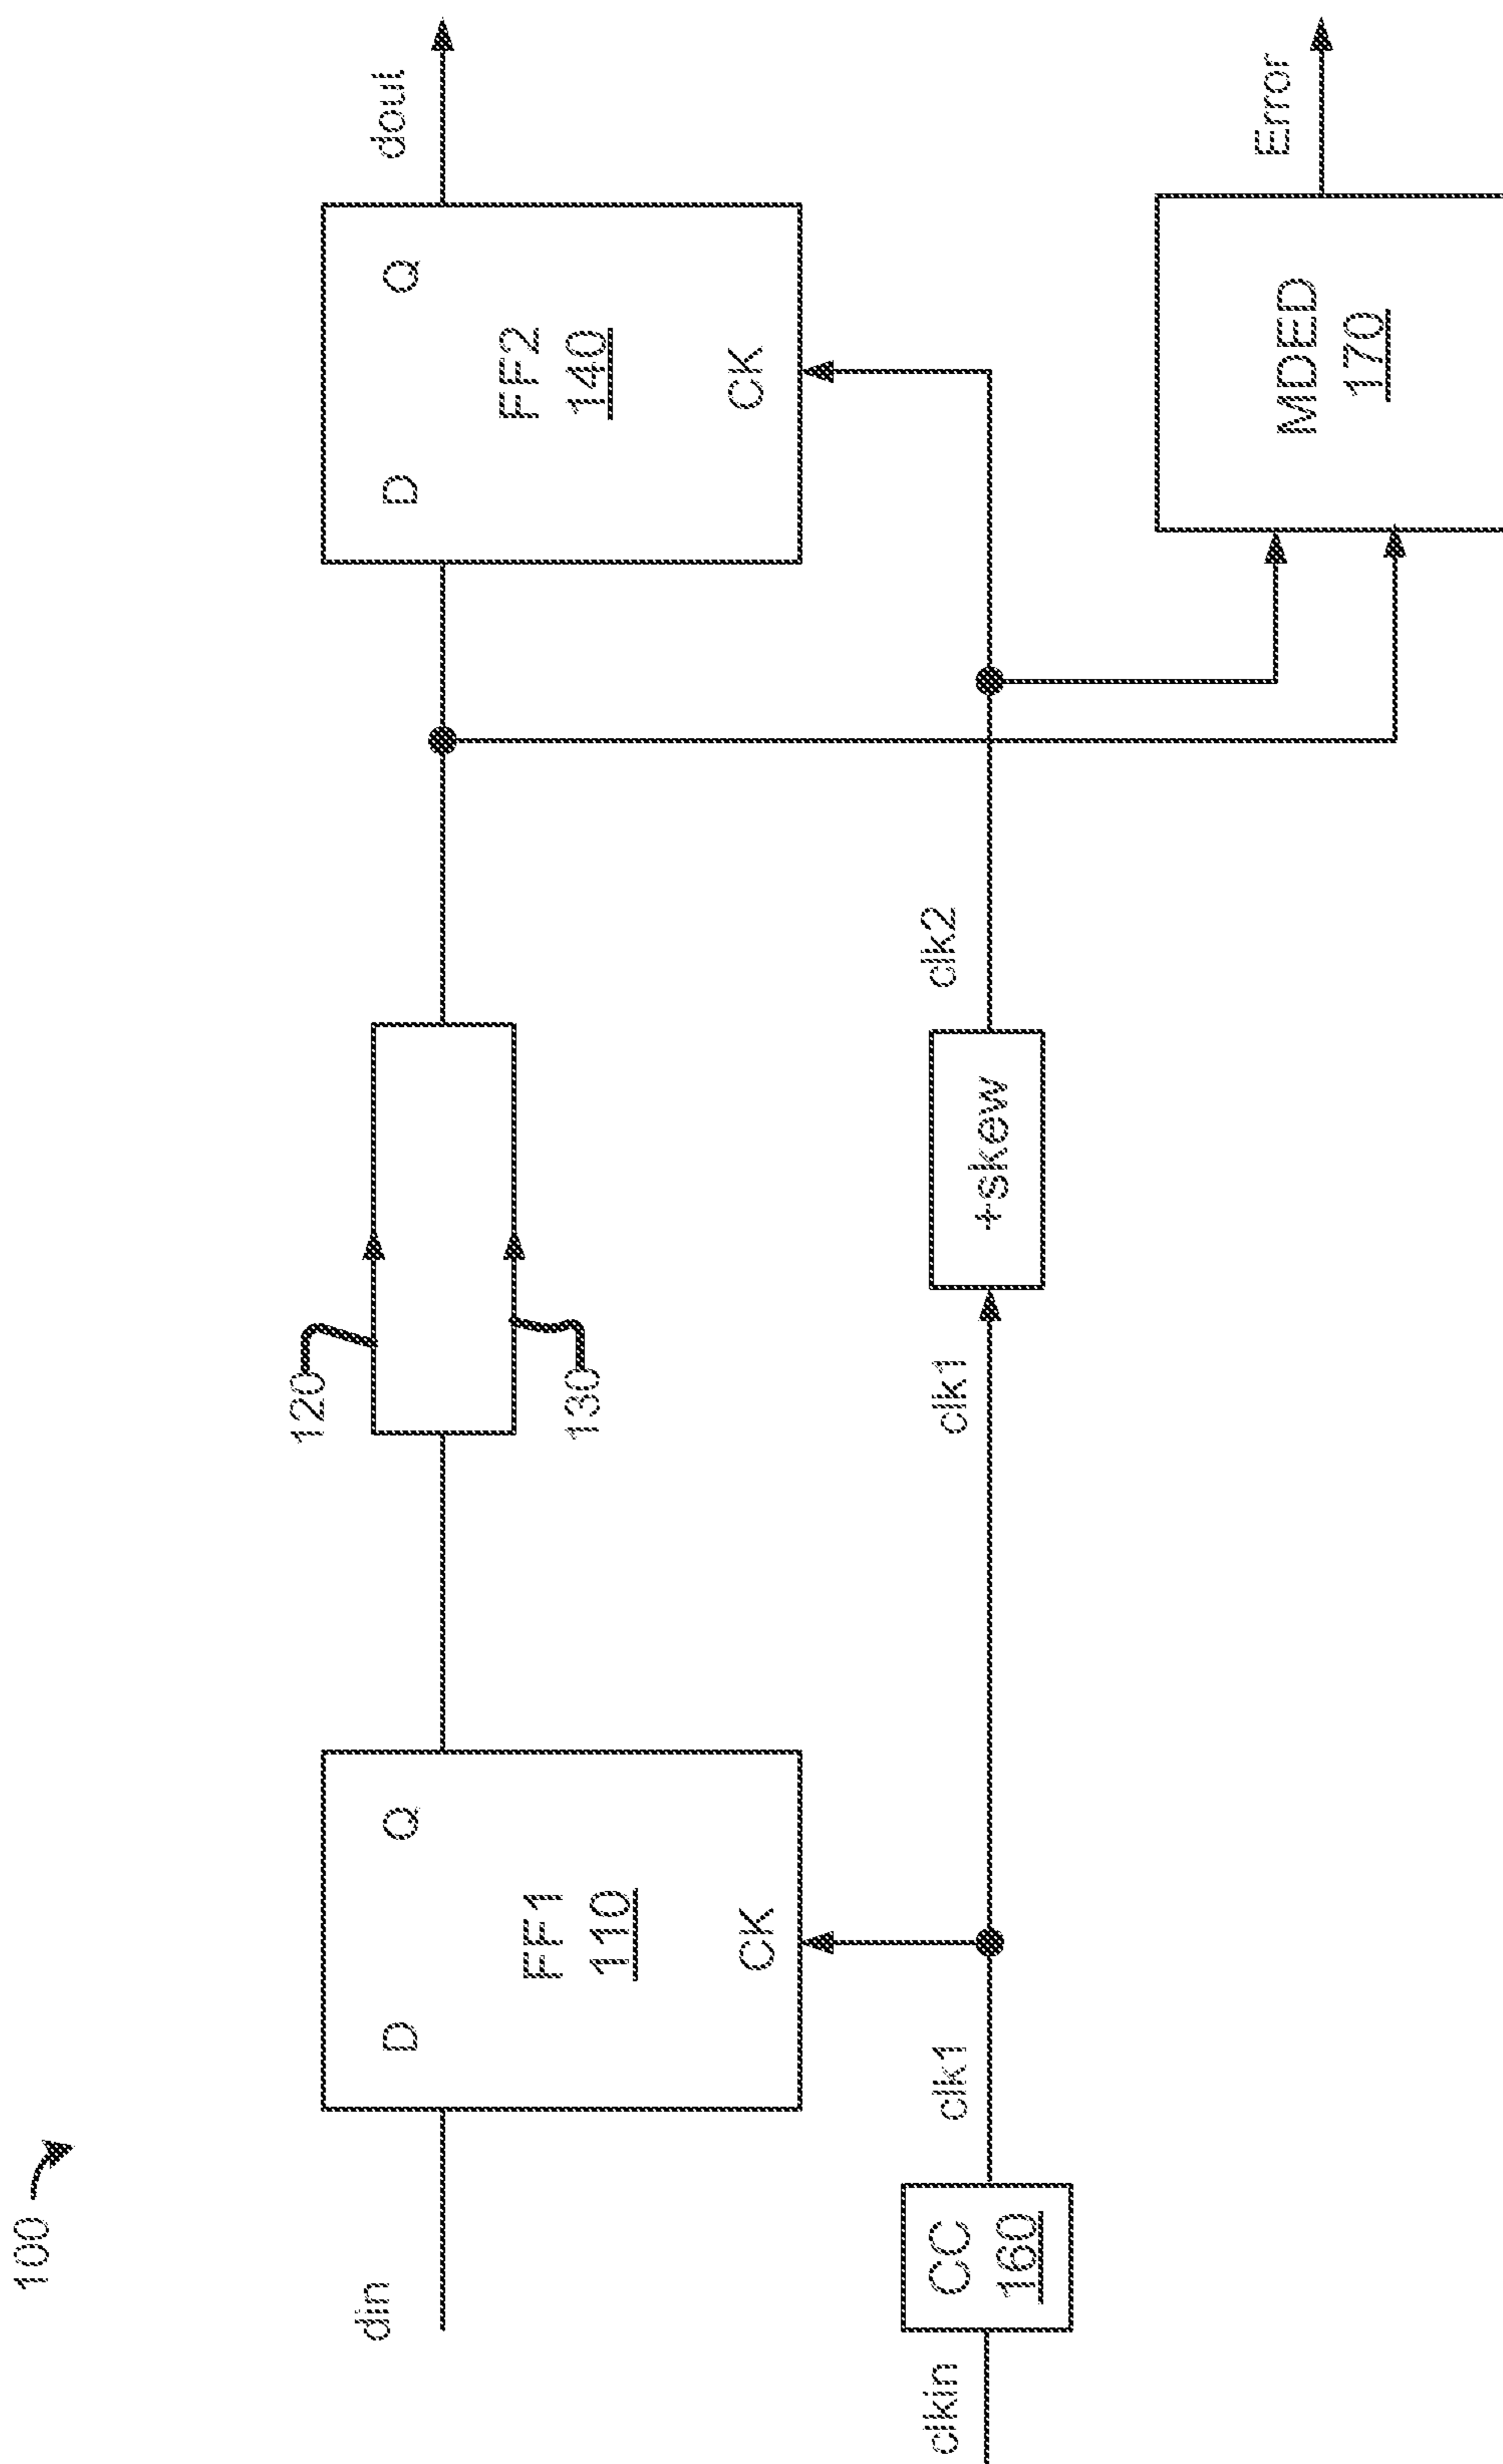 100
din
D
Q
FF1
110
CK
120
130
D
Q
FF2
140
CK
dout
clkin
CC
160
clk1
clk1
+skew
clk2
MDED
170
Error